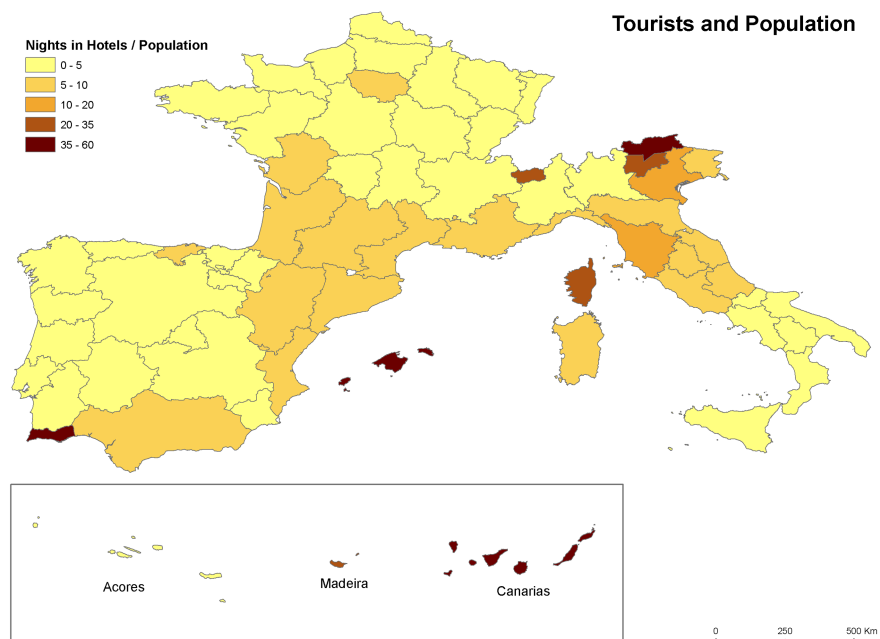 Tourists and Population
Nights in Hotels / Population
0 - 5
5 - 10
10 - 20
20 - 35
35 - 60
Acores
Madeira
Canarias
0 250 500 Km